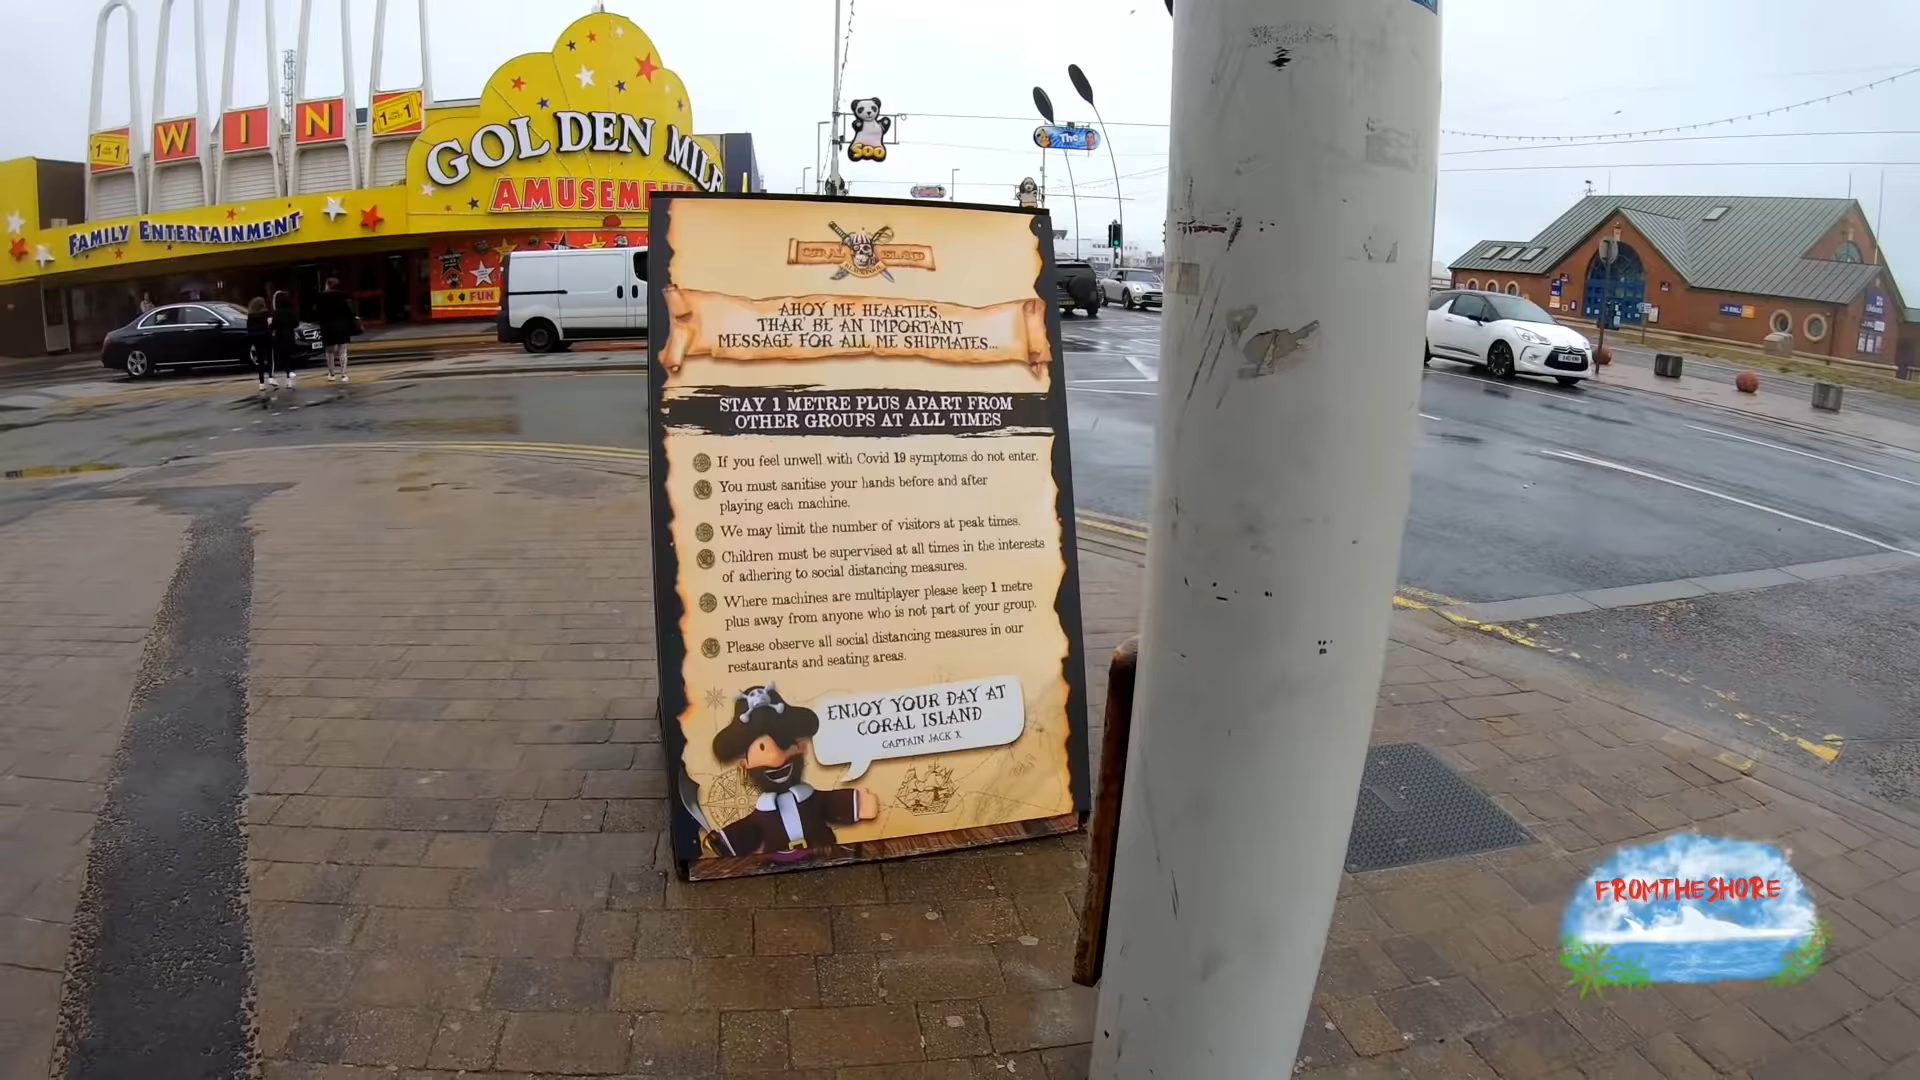 WIN
GOLDEN MILE
AMUSEMENTS
FAMILY ENTERTAINMENT
FUN
SOO
The
CORAL ISLAND
BLACKPOOL
AHOY ME HEARTIES,
THAR' BE AN IMPORTANT
MESSAGE FOR ALL ME SHIPMATES...
STAY 1 METRE PLUS APART FROM
OTHER GROUPS AT ALL TIMES
If you feel unwell with Covid 19 symptoms do not enter.
You must sanitise your hands before and after
playing each machine.
We may limit the number of visitors at peak times.
Children must be supervised at all times in the interests
of adhering to social distancing measures.
Where machines are multiplayer please keep 1 metre
plus away from anyone who is not part of your group.
Please observe all social distancing measures in our
restaurants and seating areas.
ENJOY YOUR DAY AT
CORAL ISLAND
CAPTAIN JACK X
FROMTHESHORE